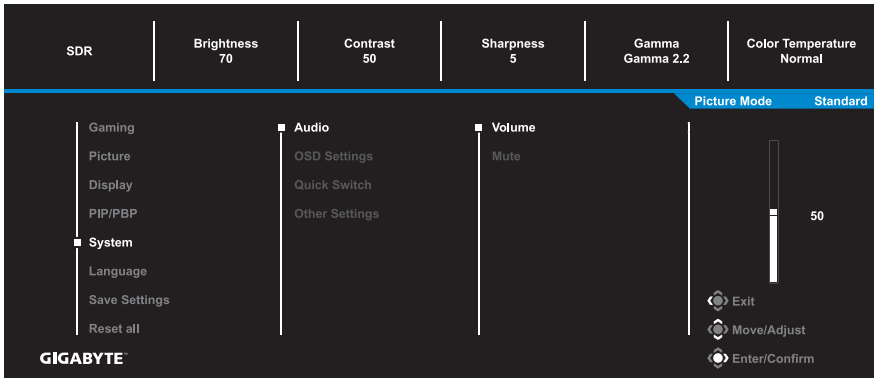 SDR
Brightness
70
Contrast
50
Sharpness
5
Gamma
Gamma 2.2
Color Temperature
Normal
Picture Mode Standard
Gaming
Picture
Display
PIP/PBP
System
Language
Save Settings
Reset all
Audio
OSD Settings
Quick Switch
Other Settings
Volume
Mute
50
Exit
Move/Adjust
Enter/Confirm
GIGABYTE™